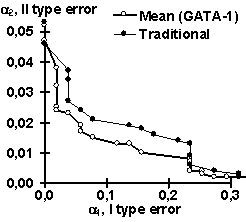 α₂, II type error
Mean (GATA-1)
Traditional
0,05
0,04
0,03
0,02
0,01
0,00
0,0
0,1
0,2
0,3
α₁, I type error